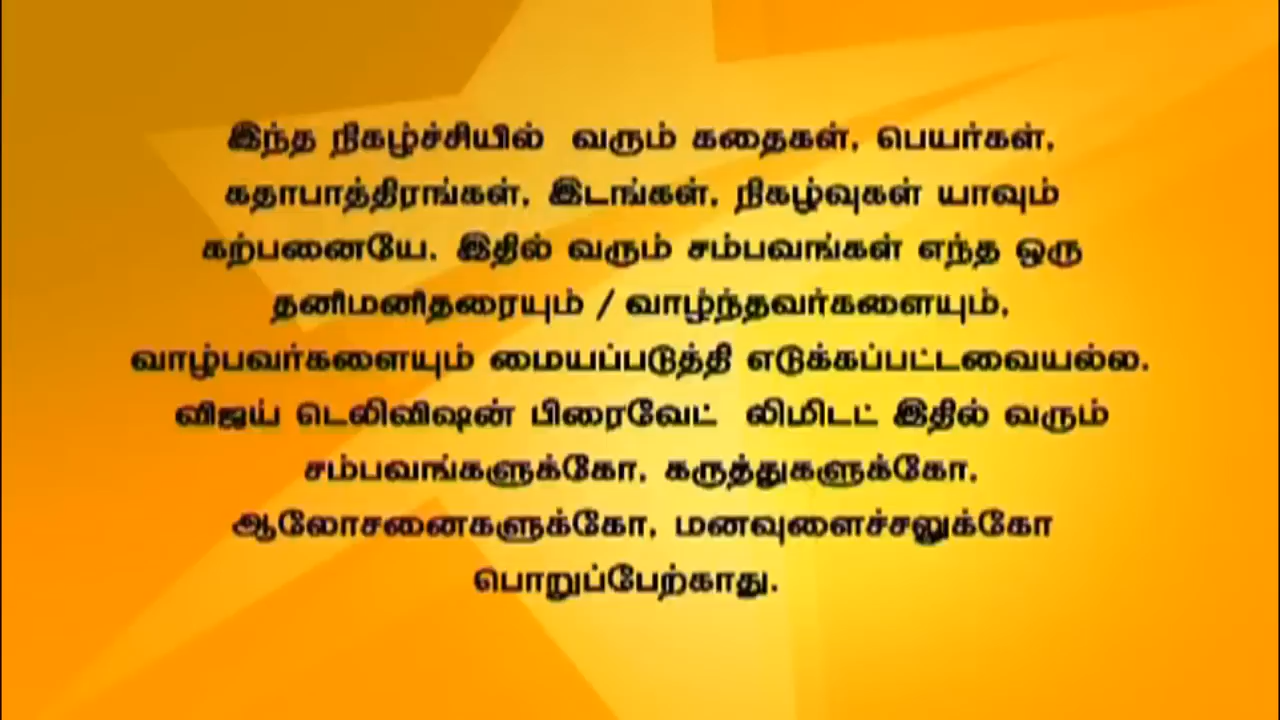 இந்த நிகழ்ச்சியில் வரும் கதைகள், பெயர்கள்,
கதாபாத்திரங்கள், இடங்கள், நிகழ்வுகள் யாவும்
கற்பனையே. இதில் வரும் சம்பவங்கள் எந்த ஒரு
தனிமனிதரையும் / வாழ்ந்தவர்களையும்,
வாழ்பவர்களையும் மையப்படுத்தி எடுக்கப்பட்டவையல்ல.
விஜய் டெலிவிஷன் பிரைவேட் லிமிடட் இதில் வரும்
சம்பவங்களுக்கோ, கருத்துகளுக்கோ,
ஆலோசனைகளுக்கோ, மனவுளைச்சலுக்கோ
பொறுப்பேற்காது.